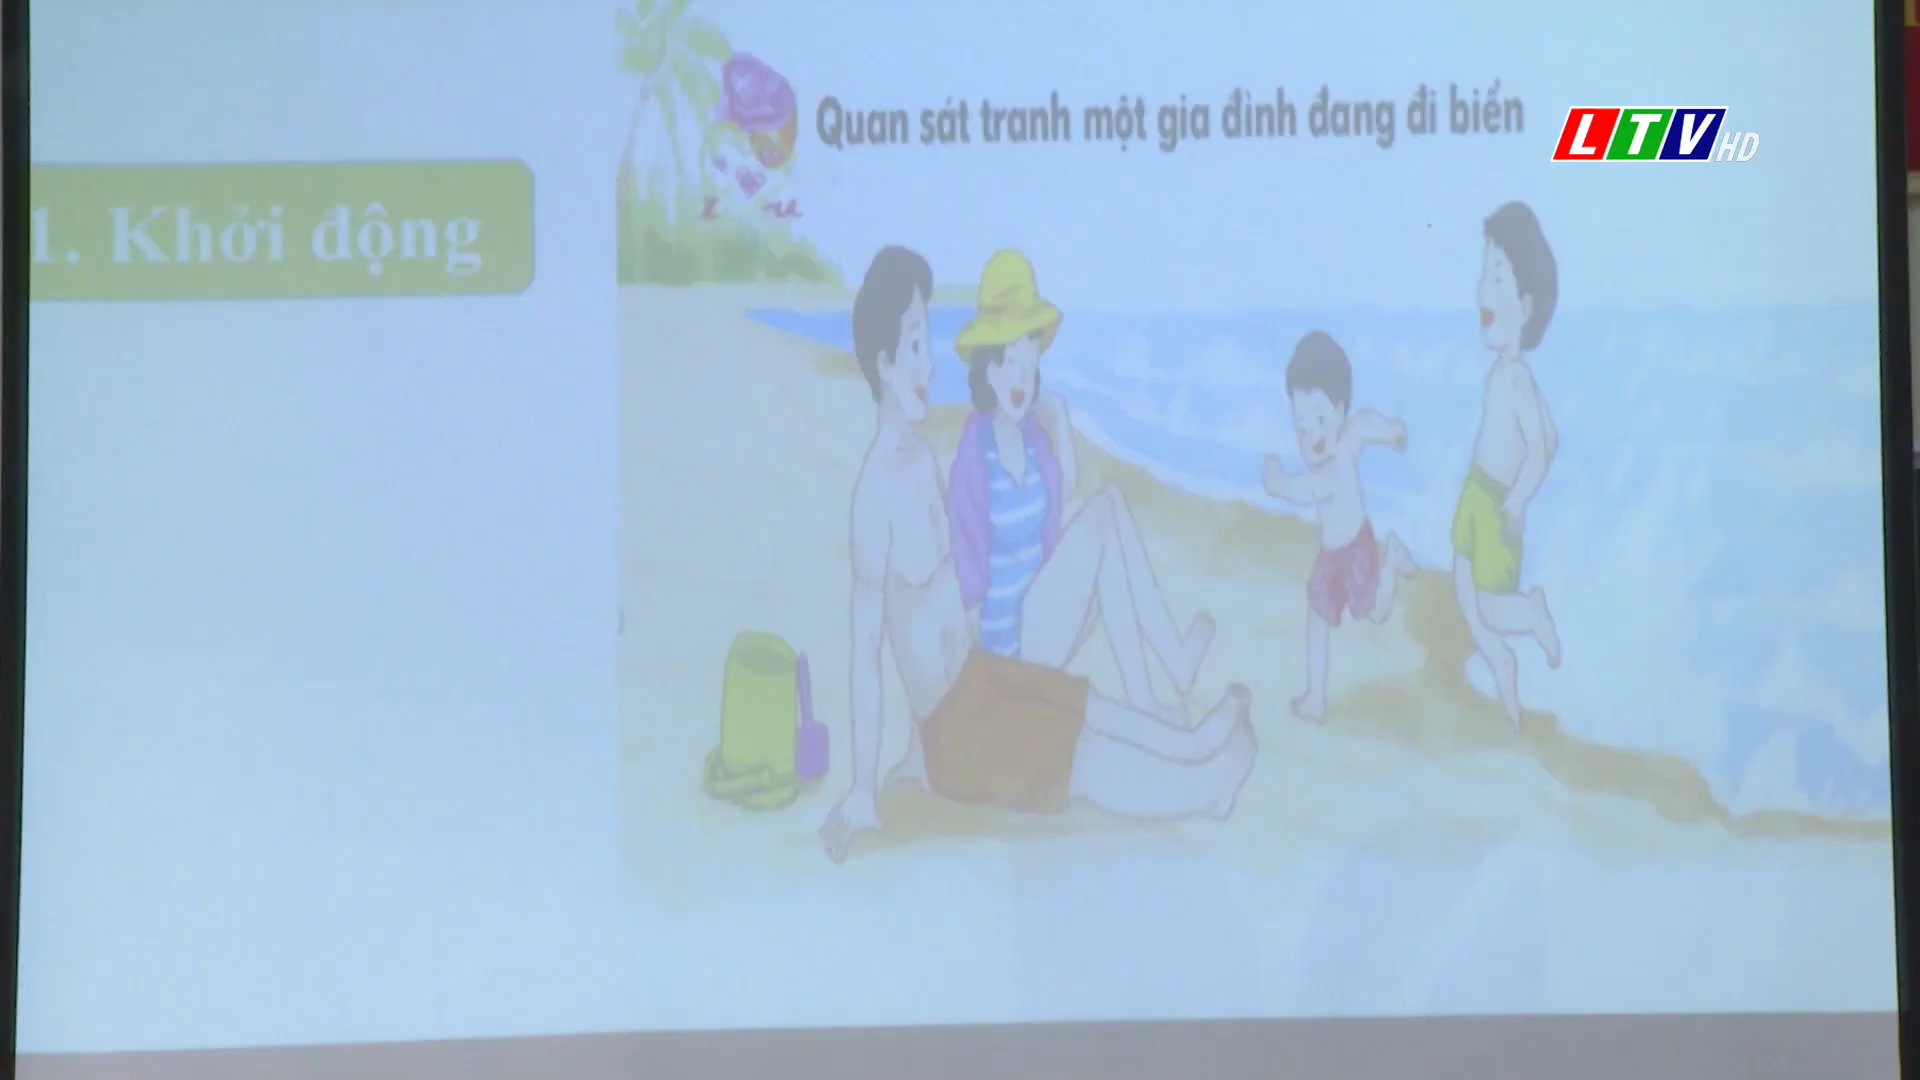 Quan sát tranh một gia đình đang đi biển
LTV HD
1. Khởi động